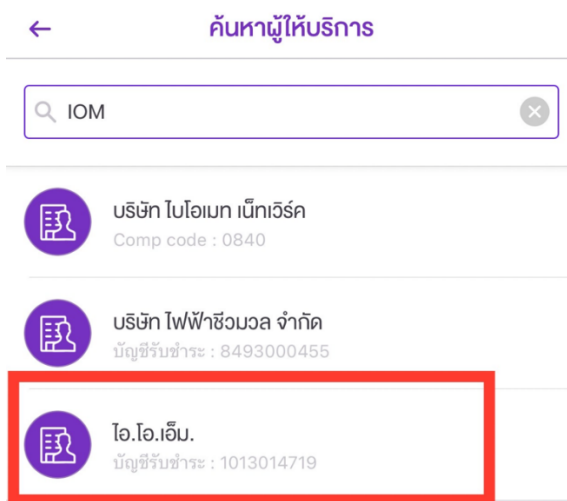 ค้นหาผู้ให้บริการ
IOM
บริษัท ไบโอเมท เน็ทเวิร์ค
Comp code : 0840
บริษัท ไฟฟ้าชีวมวล จำกัด
บัญชีรับชำระ : 8493000455
ไอ.โอ.เอ็ม.
บัญชีรับชำระ : 1013014719